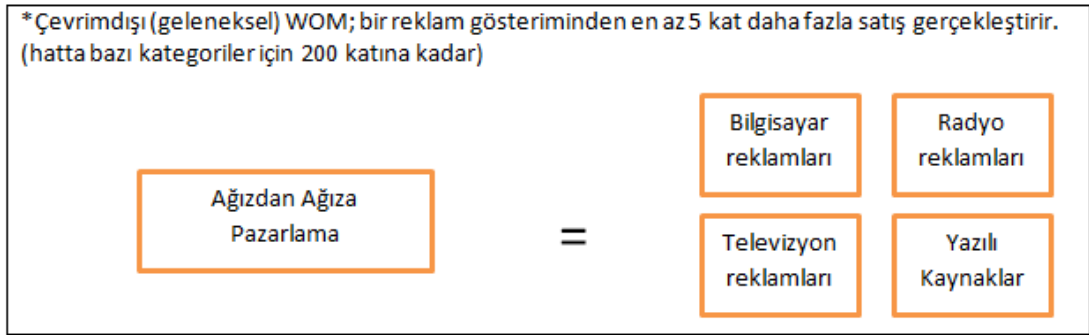 *Çevrimdışı (geleneksel) WOM; bir reklam gösteriminden en az 5 kat daha fazla satış gerçekleştirir.
(hatta bazı kategoriler için 200 katına kadar)
Ağızdan Ağıza
Pazarlama
=
Bilgisayar
reklamları
Radyo
reklamları
Televizyon
reklamları
Yazılı
Kaynaklar